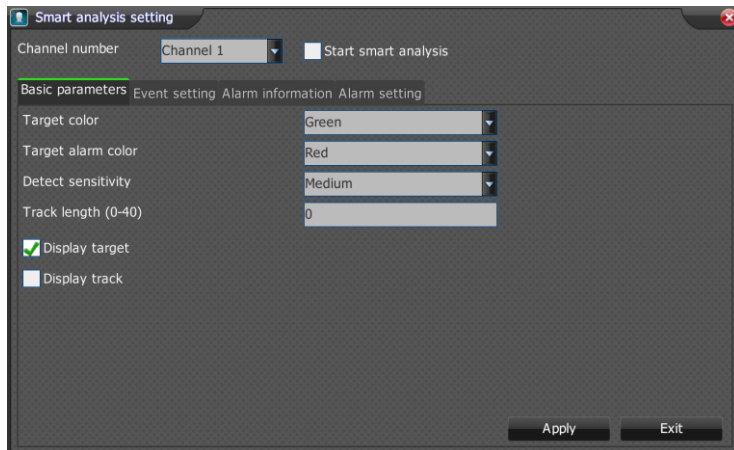 Smart analysis setting
Channel number Channel 1 Start smart analysis
Basic parameters Event setting Alarm information Alarm setting
Target color Green
Target alarm color Red
Detect sensitivity Medium
Track length (0-40) 0
Display target
Display track
Apply Exit